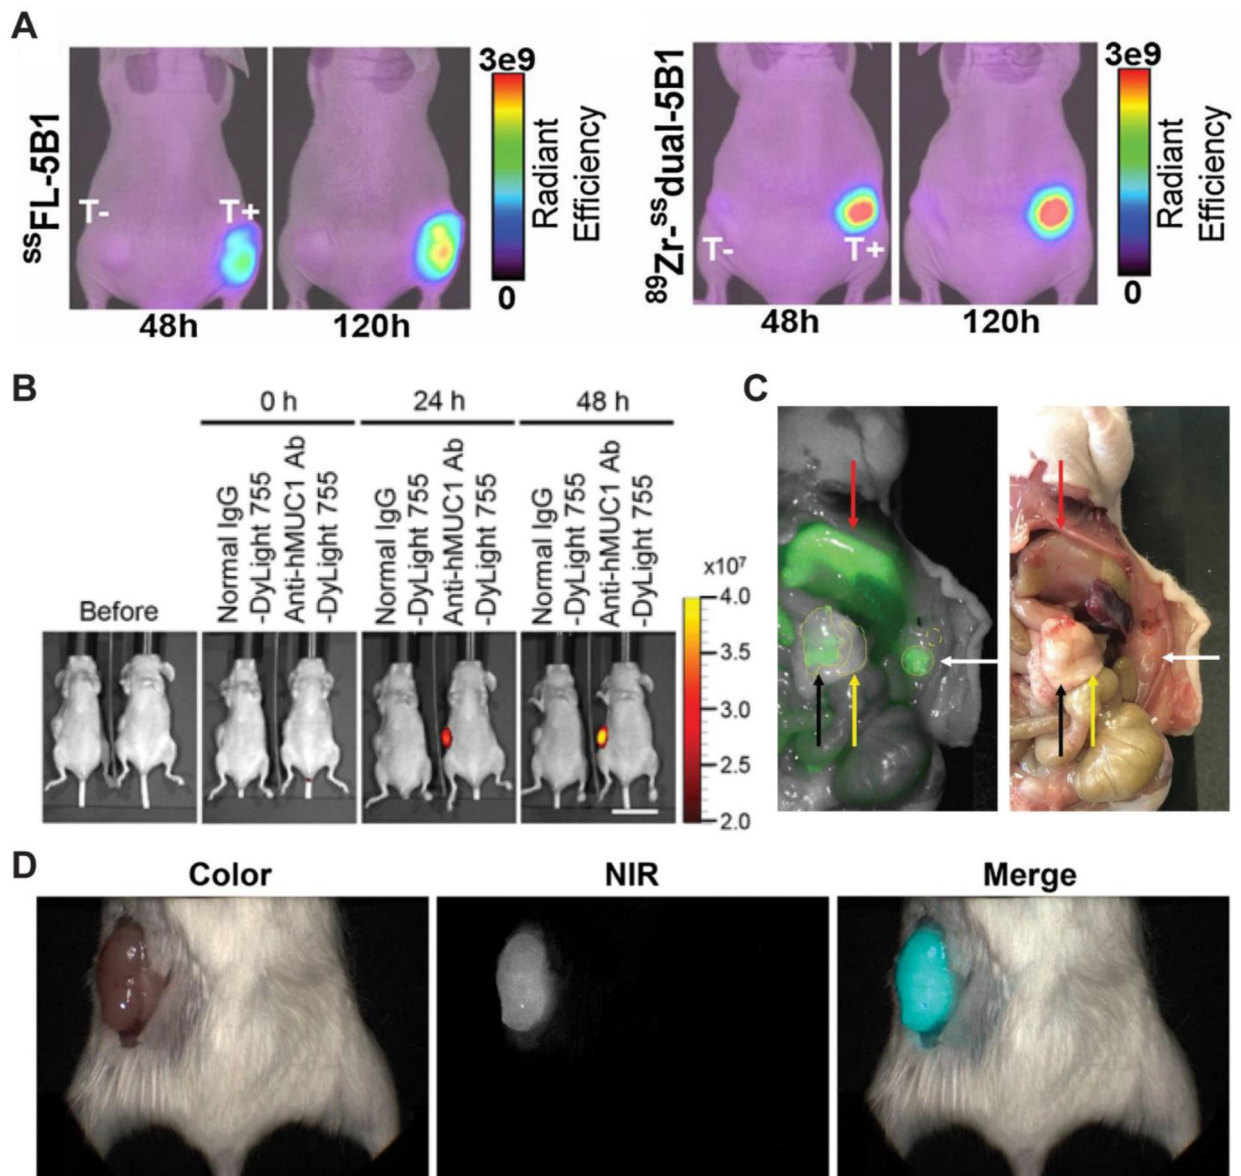 A
ssFL-5B1
T-
T+
48h
120h
3e9
0
Radiant
Efficiency
89Zr-ssdual-5B1
T-
T+
48h
120h
3e9
0
Radiant
Efficiency
B
0 h
24 h
48 h
Before
Normal IgG
-DyLight 755
Anti-hMUC1 Ab
-DyLight 755
Normal IgG
-DyLight 755
Anti-hMUC1 Ab
-DyLight 755
Normal IgG
-DyLight 755
Anti-hMUC1 Ab
-DyLight 755
x10⁷
4.0
3.5
3.0
2.5
2.0
C
D
Color
NIR
Merge